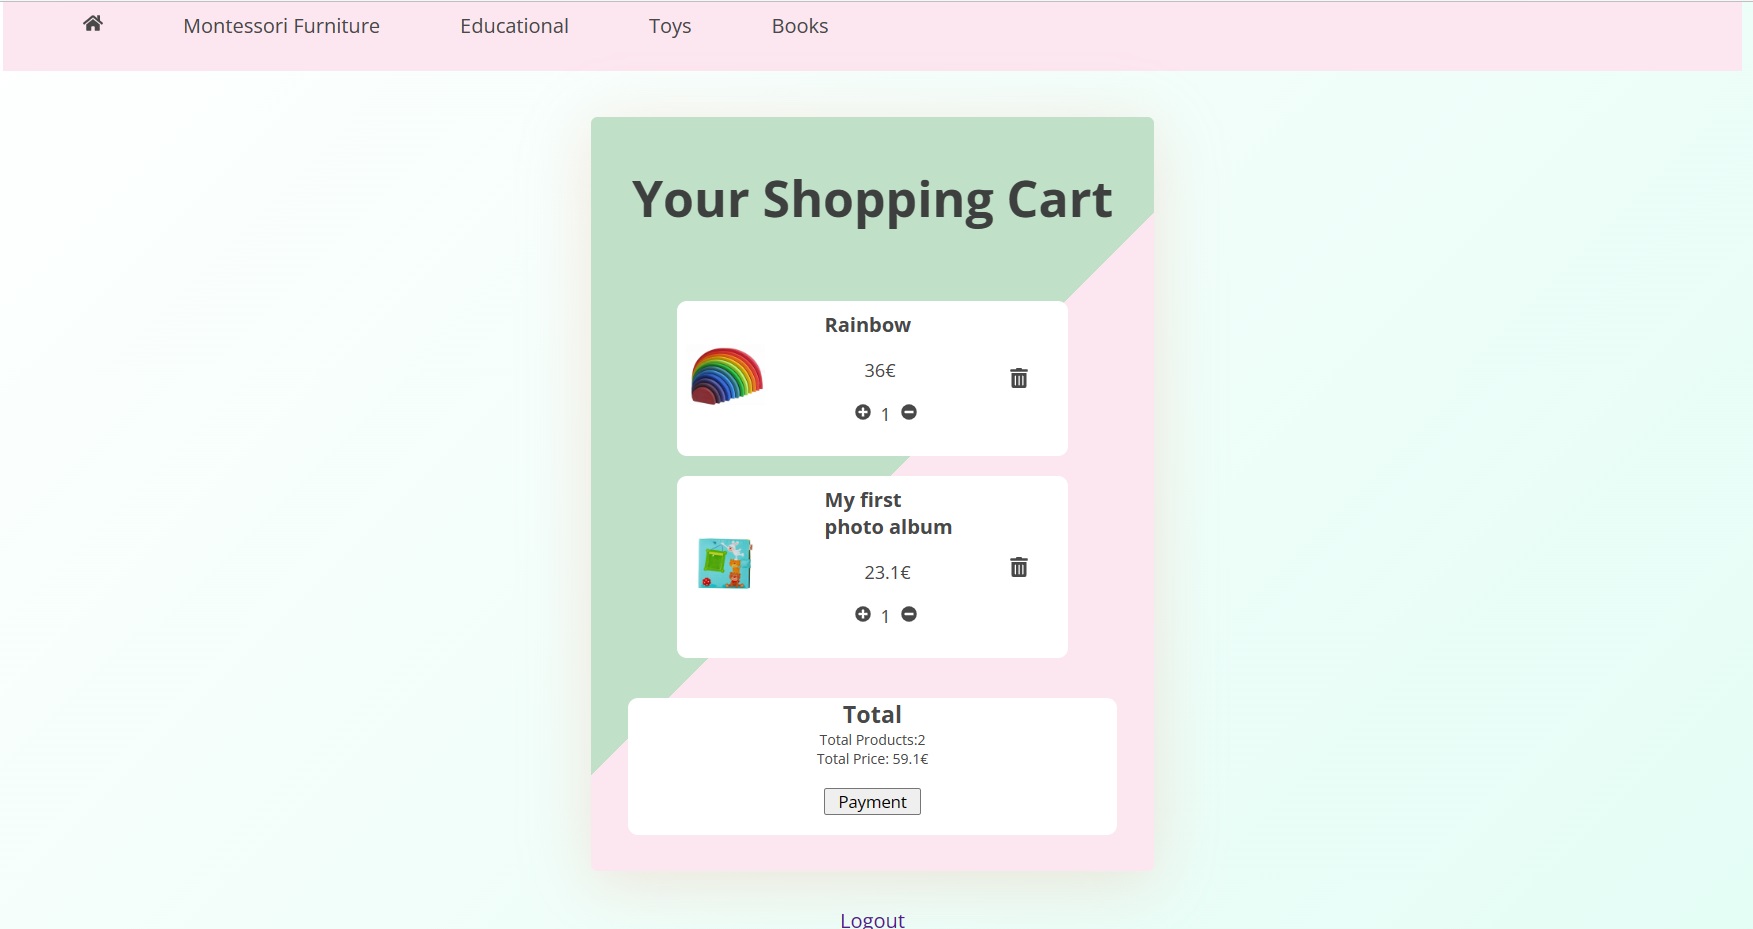 Montessori Furniture Educational Toys Books
Your Shopping Cart
Rainbow
36€
1
My first
photo album
23.1€
1
Total
Total Products:2
Total Price: 59.1€
Payment
Logout